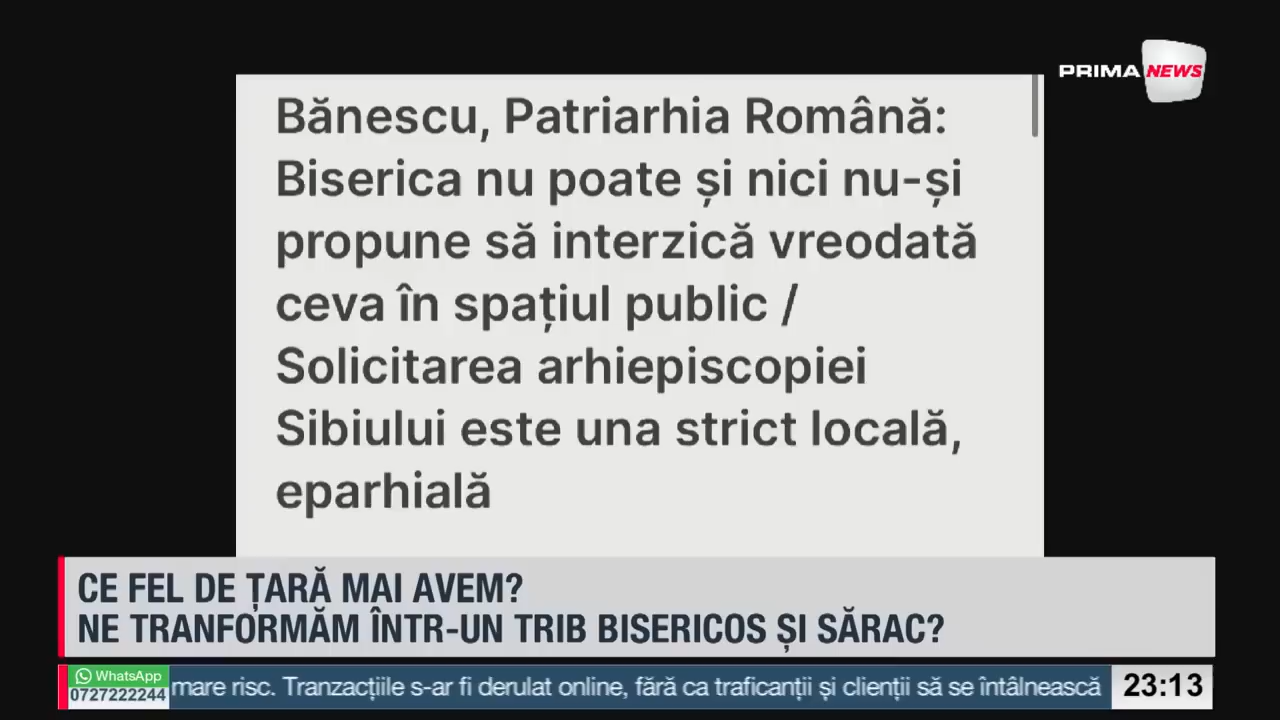 PRIMA NEWS
Bănescu, Patriarhia Română:
Biserica nu poate și nici nu-și
propune să interzică vreodată
ceva în spațiul public /
Solicitarea arhiepiscopiei
Sibiului este una strict locală,
eparhială
CE FEL DE ȚARĂ MAI AVEM?
NE TRANFORMĂM ÎNTR-UN TRIB BISERICOS ȘI SĂRAC?
WhatsApp
0727222244
mare risc. Tranzacțiile s-ar fi derulat online, fără ca traficanții și clienții să se întâlnească
23:13